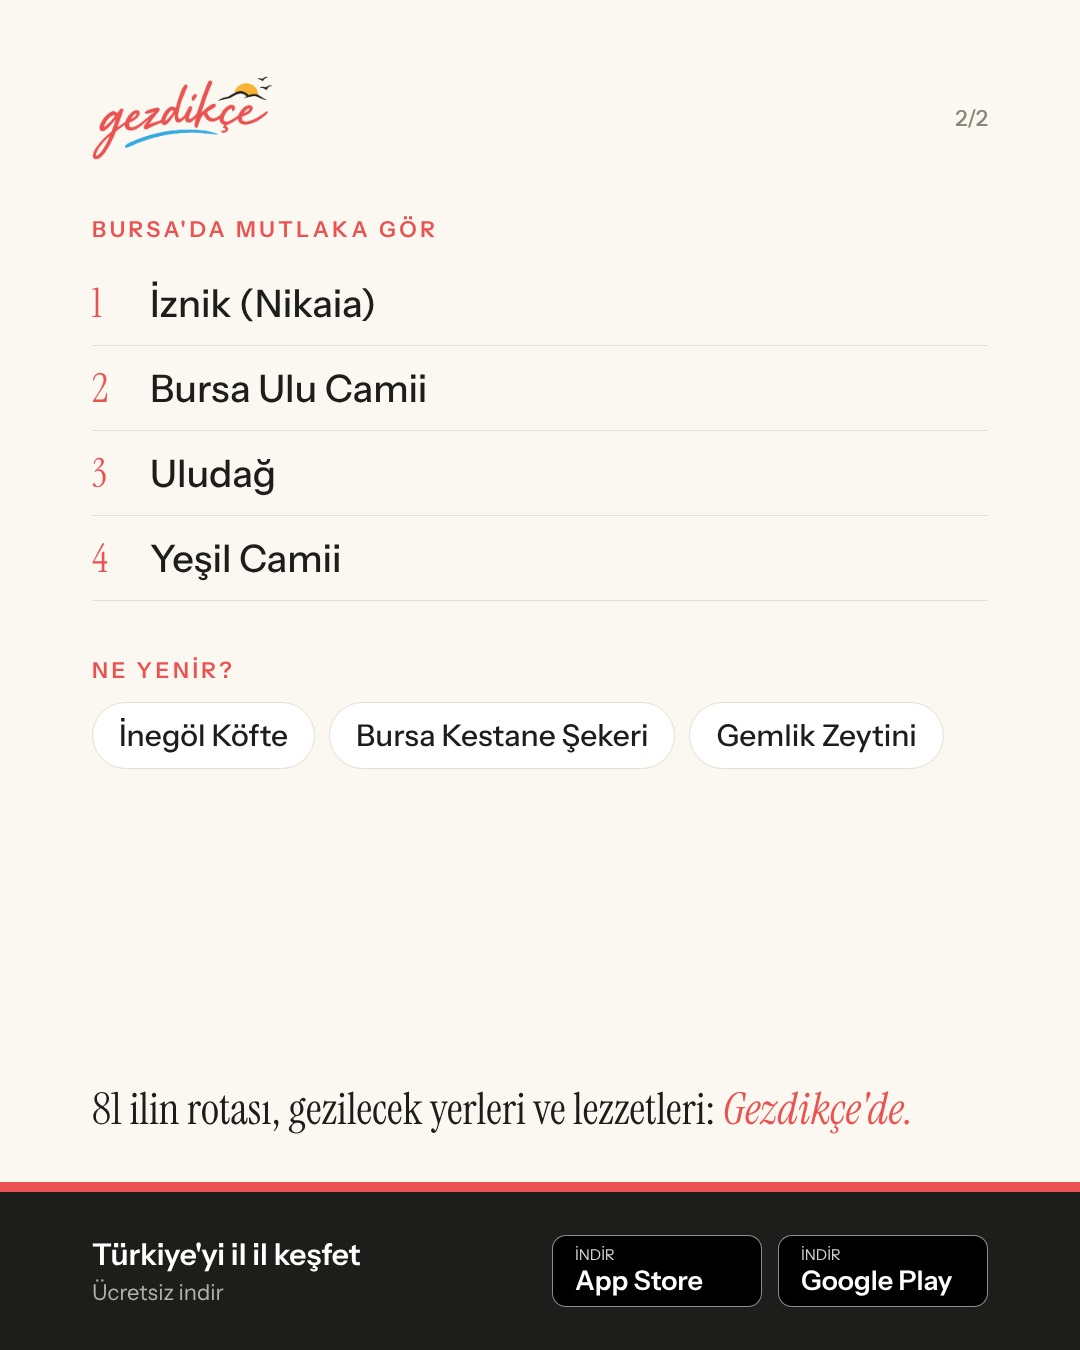 gezdikçe
2/2
BURSA'DA MUTLAKA GÖR
1 İznik (Nikaia)
2 Bursa Ulu Camii
3 Uludağ
4 Yeşil Camii
NE YENİR?
İnegöl Köfte Bursa Kestane Şekeri Gemlik Zeytini
81 ilin rotası, gezilecek yerleri ve lezzetleri: Gezdikçe'de.
Türkiye'yi il il keşfet
Ücretsiz indir
İNDİR
App Store
İNDİR
Google Play